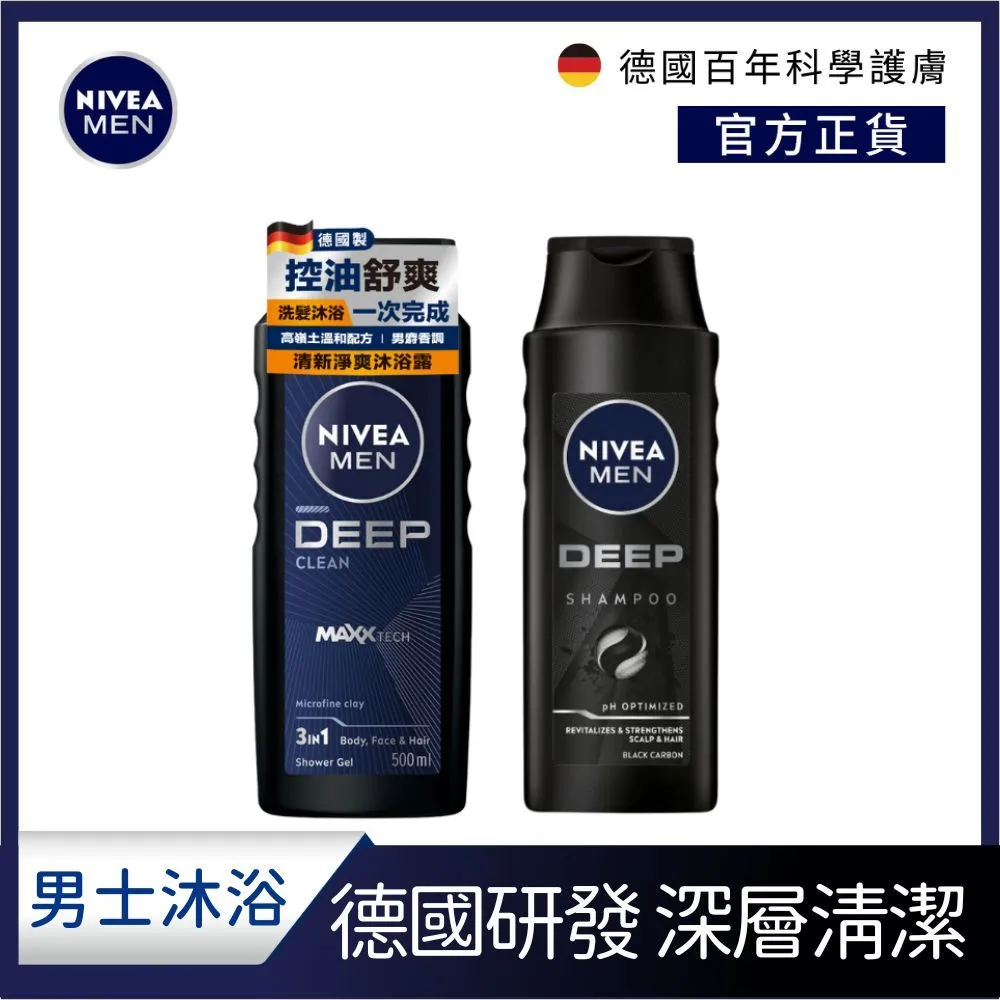 NIVEA
MEN
德國百年科學護膚
官方正貨
德國製
控油舒爽
洗髮沐浴 一次完成
高嶺土溫和配方 | 男麝香調
清新淨爽沐浴露
NIVEA
MEN
DEEP
CLEAN
MAXXTECH
Microfine clay
3IN1 Body, Face & Hair
Shower Gel 500ml
NIVEA
MEN
DEEP
SHAMPOO
pH OPTIMIZED
REVITALIZES & STRENGTHENS
SCALP & HAIR
BLACK CARBON
男士沐浴
德國研發 深層清潔